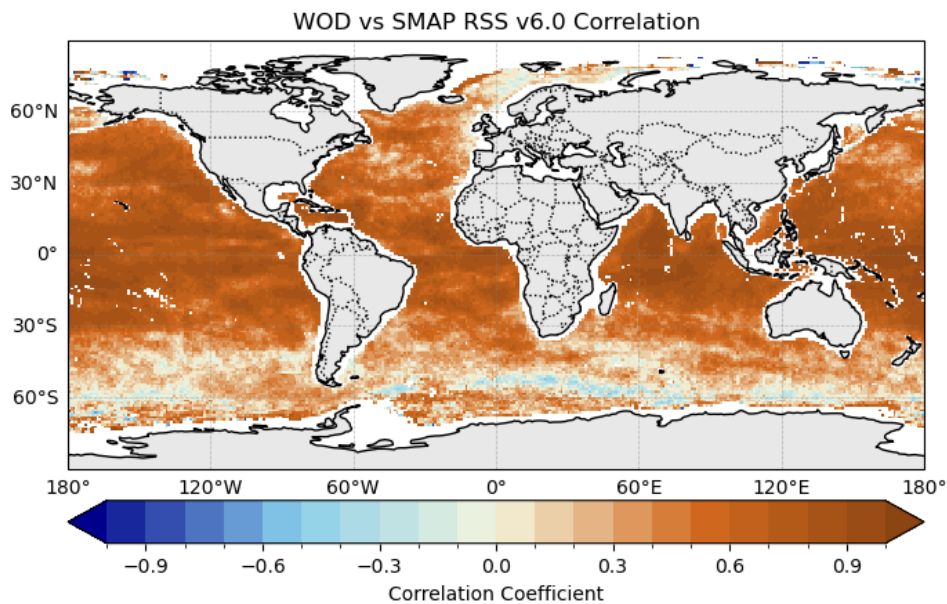 WOD vs SMAP RSS v6.0 Correlation
60°N
30°N
0°
30°S
60°S
180° 120°W 60°W 0° 60°E 120°E 180°
−0.9 −0.6 −0.3 0.0 0.3 0.6 0.9
Correlation Coefficient